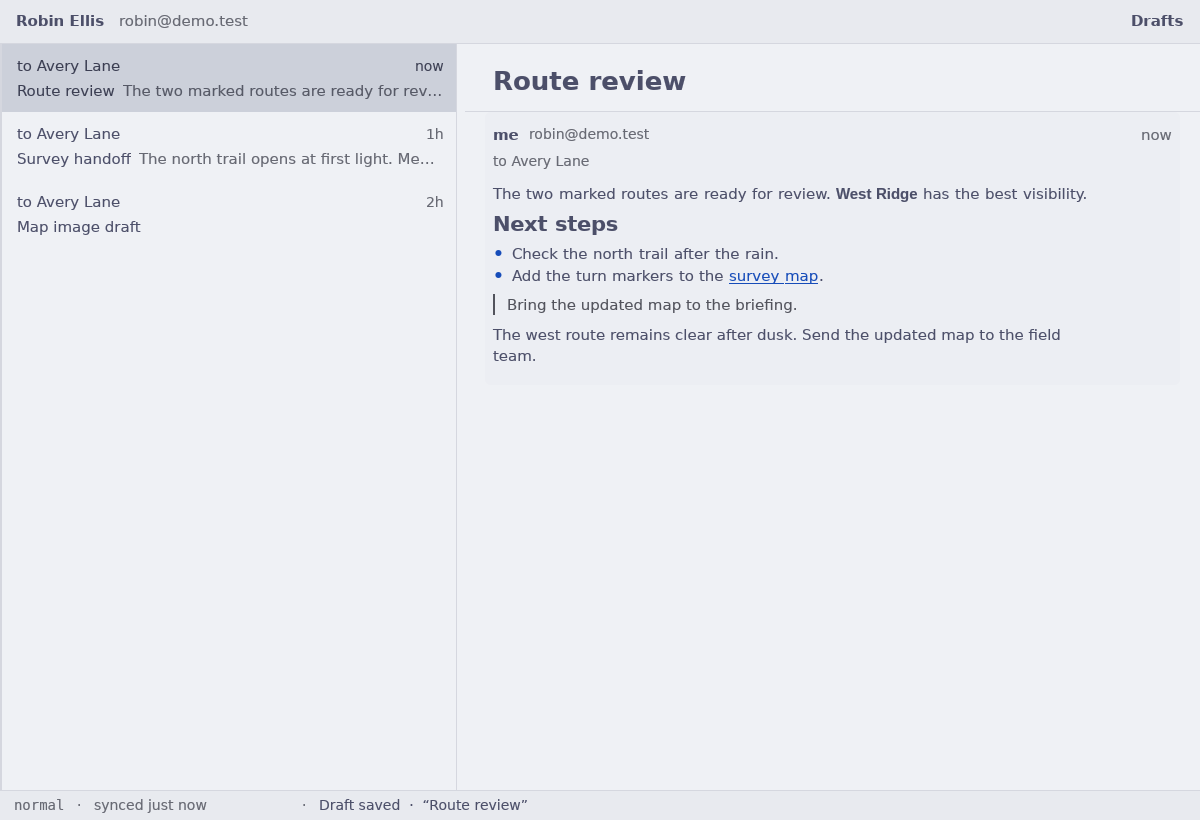 Robin Ellis robin@demo.test Drafts
to Avery Lane now
Route review The two marked routes are ready for rev…
to Avery Lane 1h
Survey handoff The north trail opens at first light. Me…
to Avery Lane 2h
Map image draft
Route review
me robin@demo.test now
to Avery Lane
The two marked routes are ready for review. West Ridge has the best visibility.
Next steps
• Check the north trail after the rain.
• Add the turn markers to the survey map.
Bring the updated map to the briefing.
The west route remains clear after dusk. Send the updated map to the field
team.
normal · synced just now · Draft saved · “Route review”